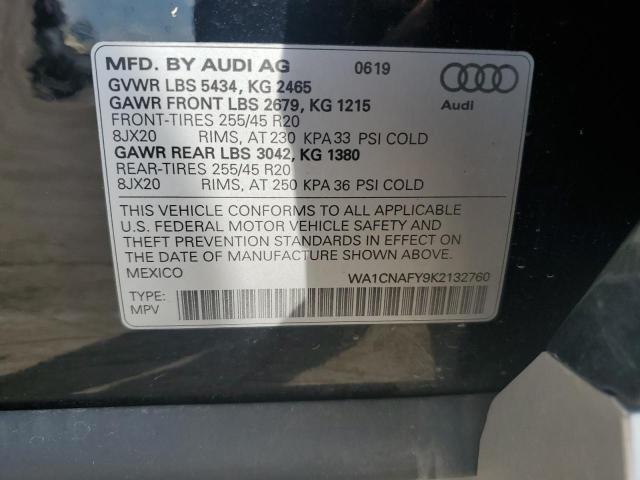 MFD. BY AUDI AG 0619
GVWR LBS 5434, KG 2465
GAWR FRONT LBS 2679, KG 1215
Audi
FRONT-TIRES 255/45 R20
8JX20 RIMS, AT 230 KPA 33 PSI COLD
GAWR REAR LBS 3042, KG 1380
REAR-TIRES 255/45 R20
8JX20 RIMS, AT 250 KPA 36 PSI COLD
THIS VEHICLE CONFORMS TO ALL APPLICABLE
U.S. FEDERAL MOTOR VEHICLE SAFETY AND
THEFT PREVENTION STANDARDS IN EFFECT ON
THE DATE OF MANUFACTURE SHOWN ABOVE.
MEXICO WA1CNAFY9K2132760
TYPE:
MPV